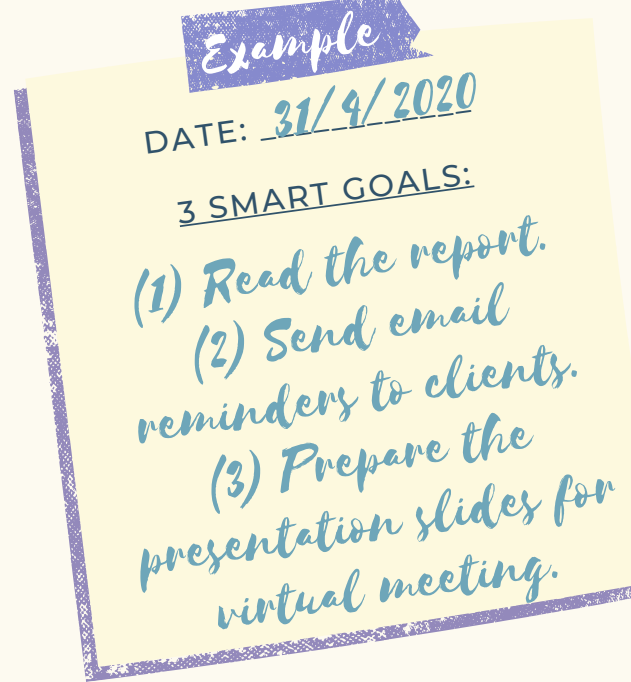 Example
DATE: 31/4/2020
3 SMART GOALS:
(1) Read the report.
(2) Send email
reminders to clients.
(3) Prepare the
presentation slides for
virtual meeting.